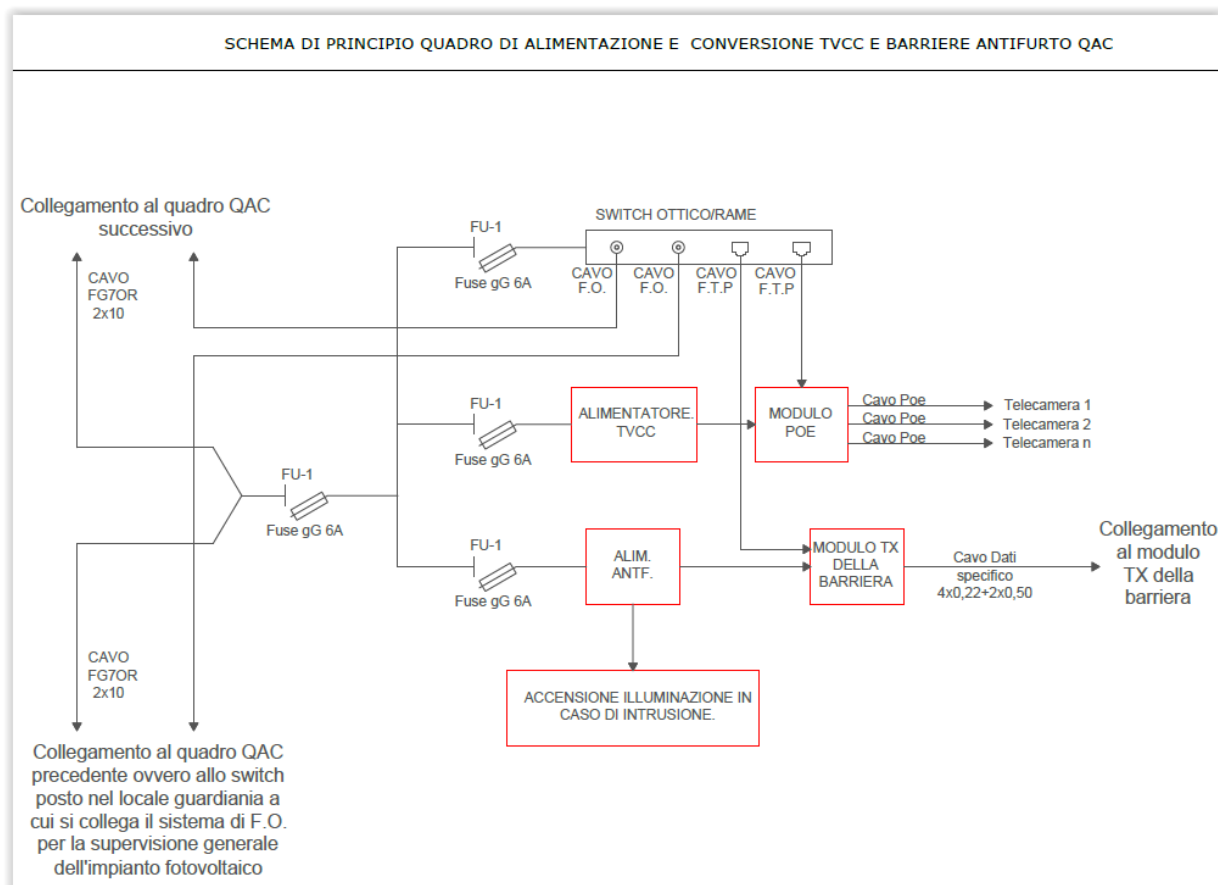 SCHEMA DI PRINCIPIO QUADRO DI ALIMENTAZIONE E CONVERSIONE TVCC E BARRIERE ANTIFURTO QAC
Collegamento al quadro QAC
successivo
CAVO
FG7OR
2x10
FU-1
Fuse gG 6A
SWITCH OTTICO/RAME
CAVO
F.O.
CAVO
F.O.
CAVO
F.T.P
CAVO
F.T.P
FU-1
Fuse gG 6A
ALIMENTATORE.
TVCC
MODULO
POE
Cavo Poe
Cavo Poe
Cavo Poe
Telecamera 1
Telecamera 2
Telecamera n
FU-1
Fuse gG 6A
FU-1
Fuse gG 6A
ALIM.
ANTF.
MODULO TX
DELLA
BARRIERA
Cavo Dati
specifico
4x0,22+2x0,50
Collegamento
al modulo
TX della
barriera
CAVO
FG7OR
2x10
ACCENSIONE ILLUMINAZIONE IN
CASO DI INTRUSIONE.
Collegamento al quadro QAC
precedente ovvero allo switch
posto nel locale guardiania a
cui si collega il sistema di F.O.
per la supervisione generale
dell'impianto fotovoltaico